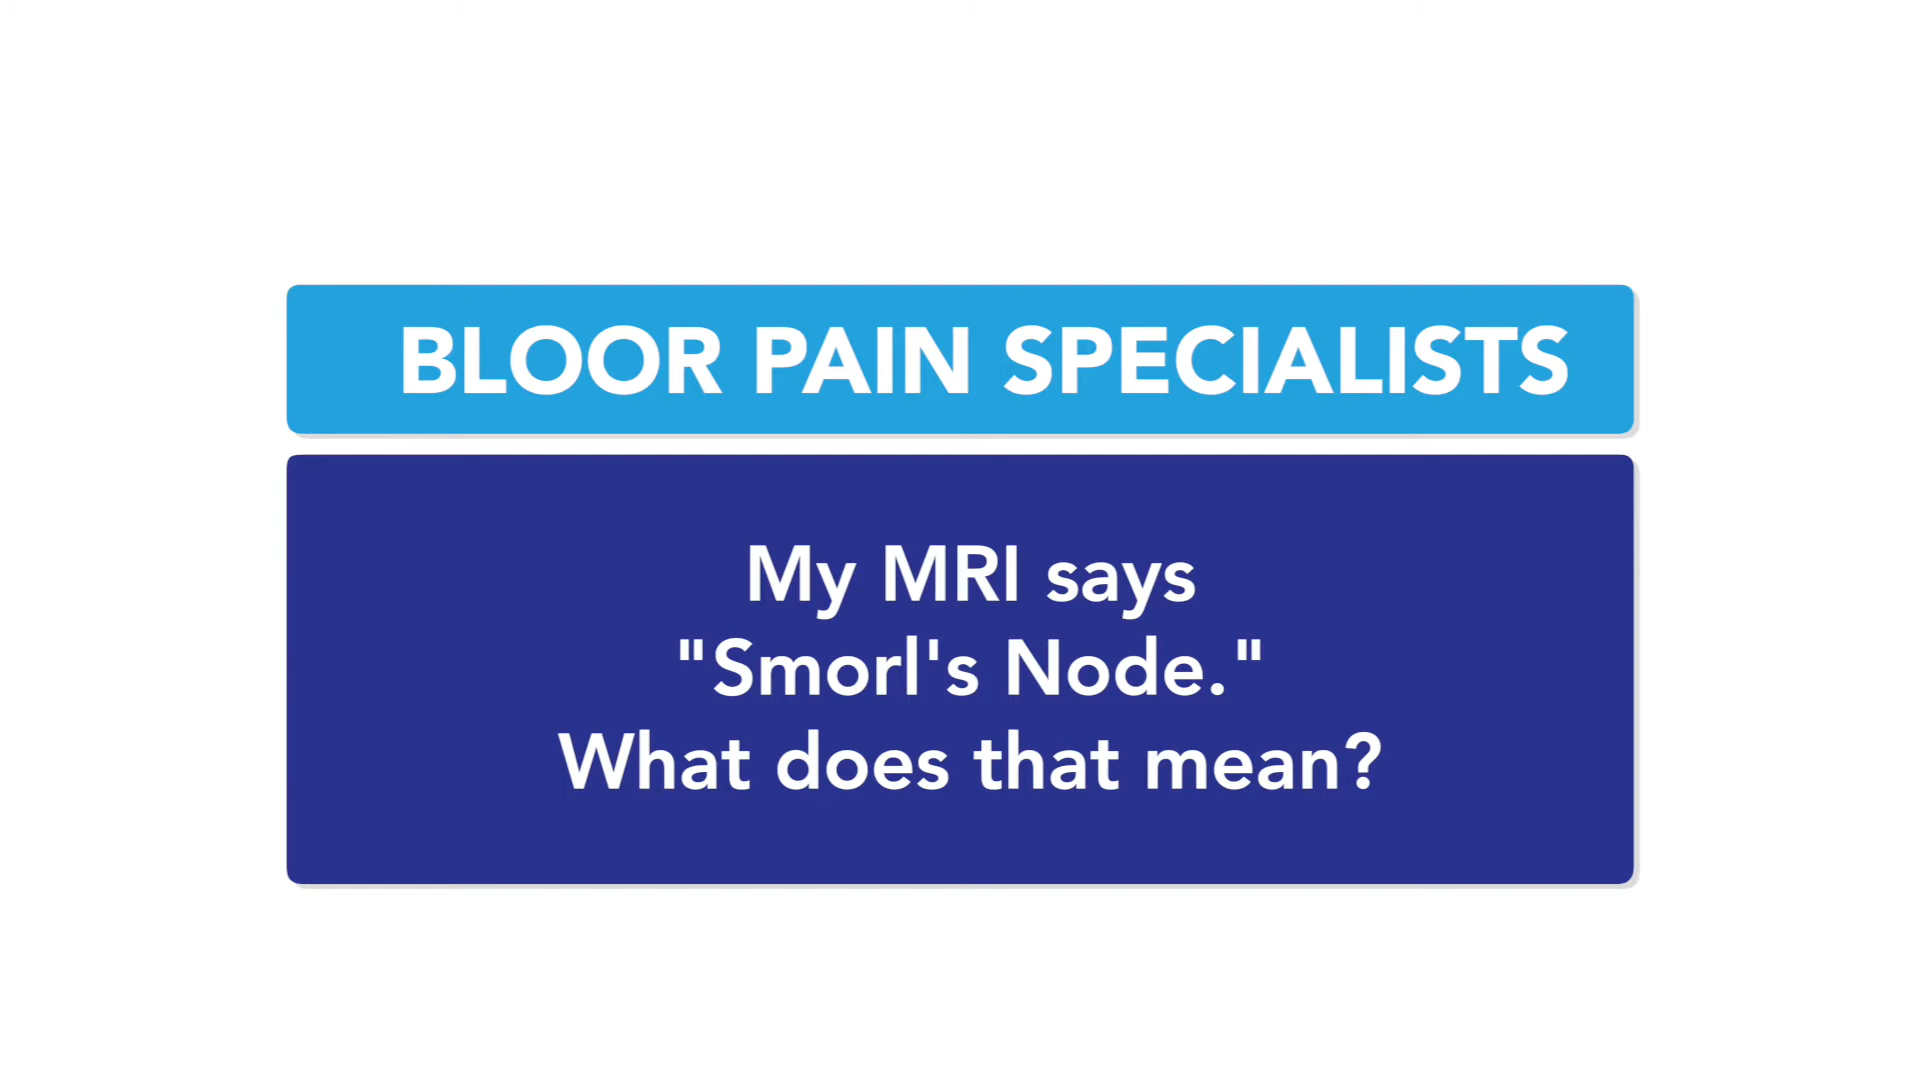 BLOOR PAIN SPECIALISTS
My MRI says
"Smorl's Node."
What does that mean?